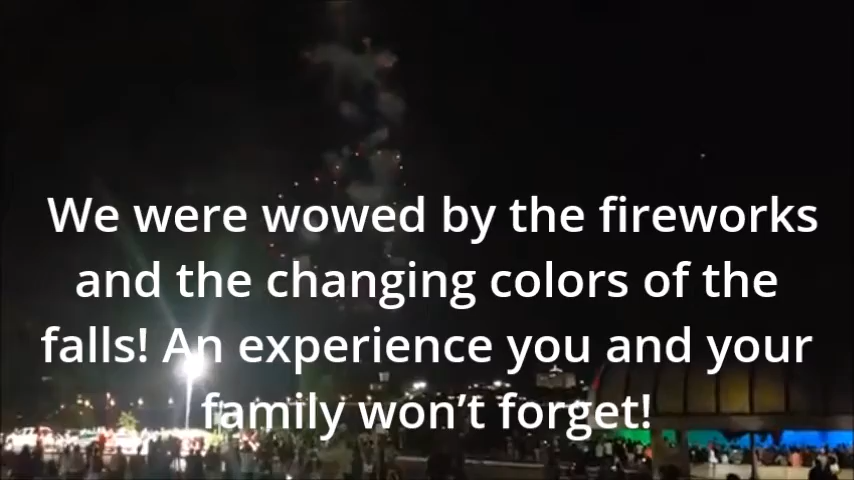 We were wowed by the fireworks
and the changing colors of the
falls! An experience you and your
family won’t forget!